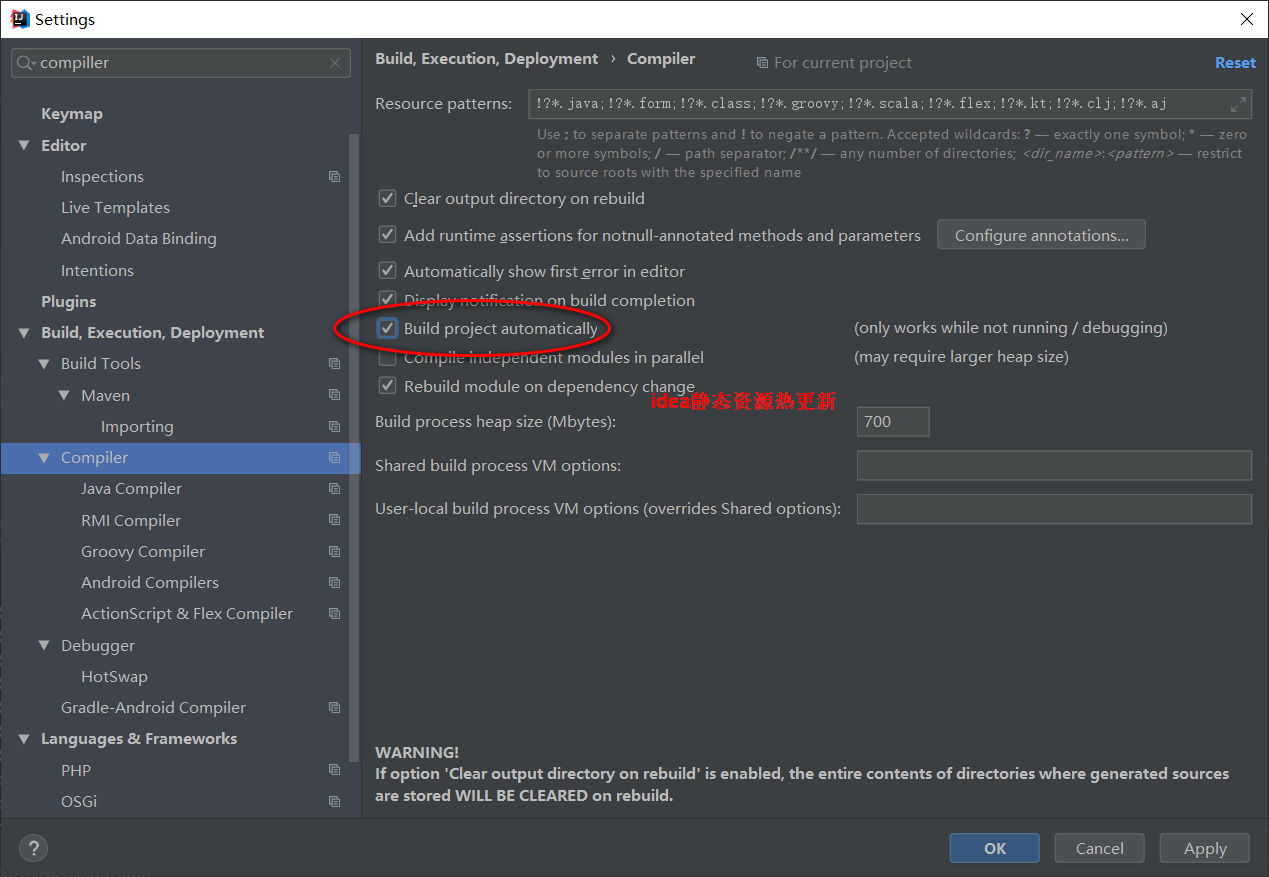 Settings
compiller
Keymap
Editor
Inspections
Live Templates
Android Data Binding
Intentions
Plugins
Build, Execution, Deployment
Build Tools
Maven
Importing
Compiler
Java Compiler
RMI Compiler
Groovy Compiler
Android Compilers
ActionScript & Flex Compiler
Debugger
HotSwap
Gradle-Android Compiler
Languages & Frameworks
PHP
OSGi
Build, Execution, Deployment › Compiler
For current project
Reset
Resource patterns: !?*.java;!?*.form;!?*.class;!?*.groovy;!?*.scala;!?*.flex;!?*.kt;!?*.clj;!?*.aj
Use ; to separate patterns and ! to negate a pattern. Accepted wildcards: ? — exactly one symbol; * — zero
or more symbols; / — path separator; /**/ — any number of directories; <dir_name>:<pattern> — restrict
to source roots with the specified name
Clear output directory on rebuild
Add runtime assertions for notnull-annotated methods and parameters Configure annotations...
Automatically show first error in editor
Display notification on build completion
Build project automatically (only works while not running / debugging)
Compile independent modules in parallel (may require larger heap size)
Rebuild module on dependency change
idea静态资源热更新
Build process heap size (Mbytes): 700
Shared build process VM options:
User-local build process VM options (overrides Shared options):
WARNING!
If option 'Clear output directory on rebuild' is enabled, the entire contents of directories where generated sources
are stored WILL BE CLEARED on rebuild.
?
OK Cancel Apply